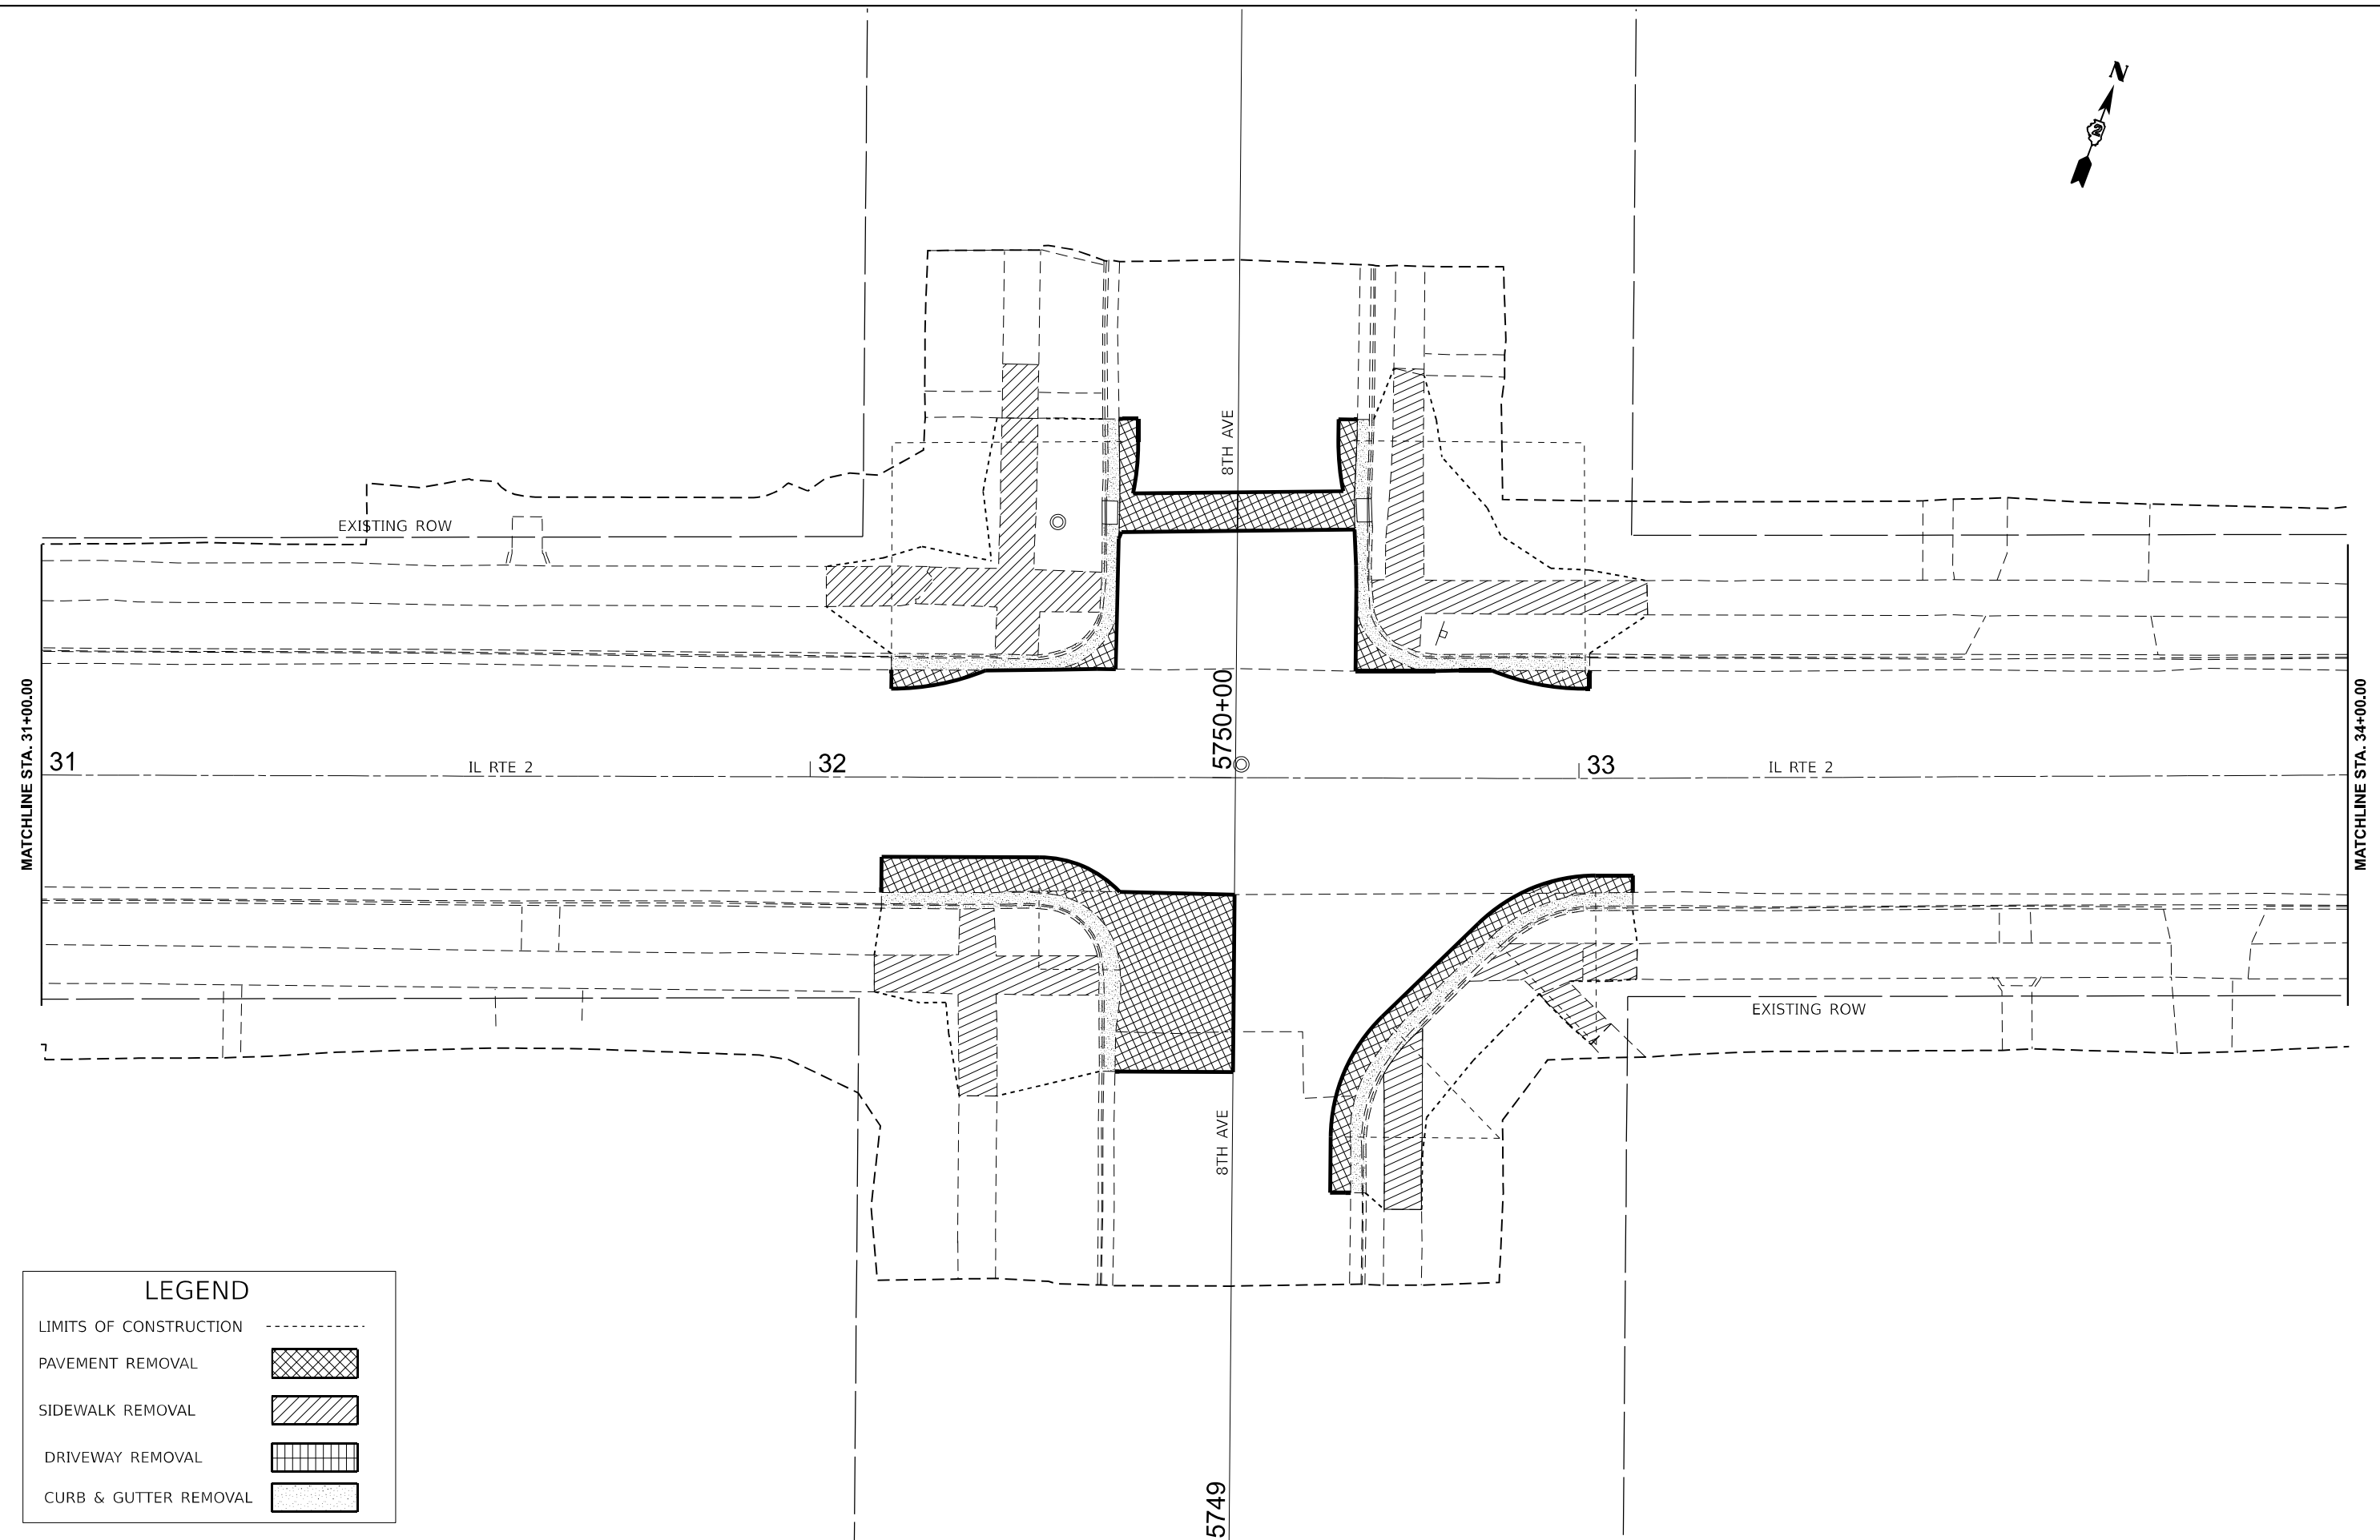 N
8TH AVE
EXISTING ROW
MATCHLINE STA. 31+00.00
31
IL RTE 2
32
5750+00
33
IL RTE 2
MATCHLINE STA. 34+00.00
EXISTING ROW
8TH AVE
5749
LEGEND
LIMITS OF CONSTRUCTION
PAVEMENT REMOVAL
SIDEWALK REMOVAL
DRIVEWAY REMOVAL
CURB & GUTTER REMOVAL